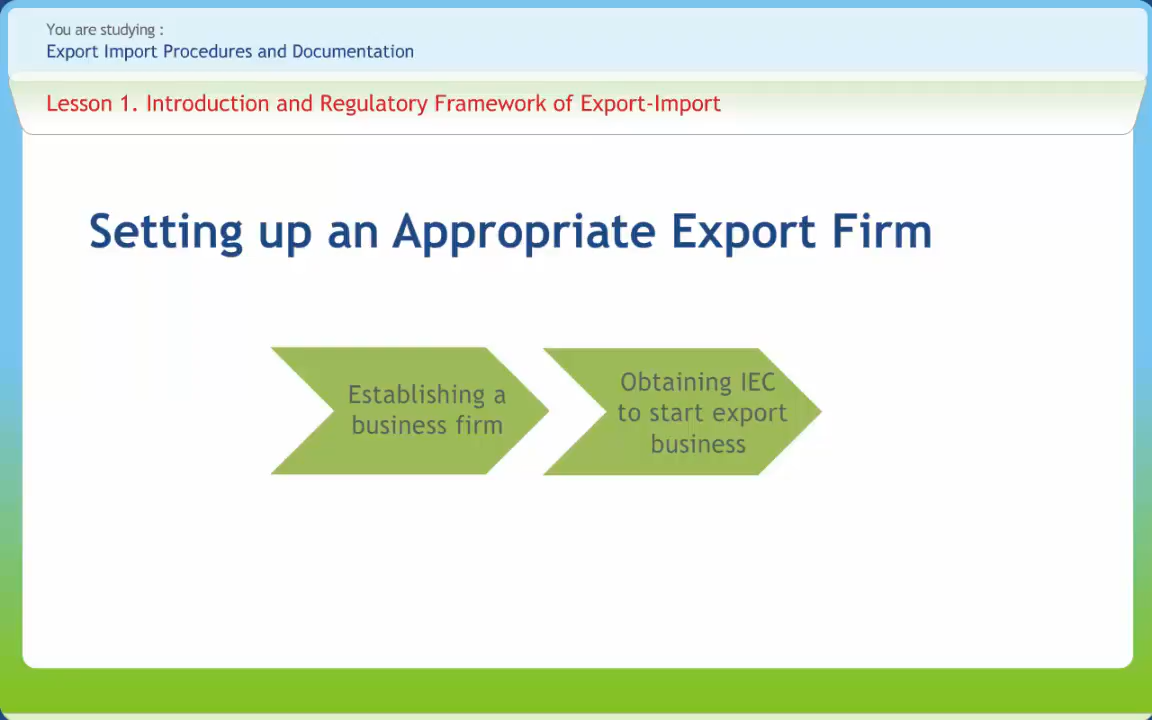 You are studying :
Export Import Procedures and Documentation
Lesson 1. Introduction and Regulatory Framework of Export-Import
Setting up an Appropriate Export Firm
Establishing a
business firm
Obtaining IEC
to start export
business